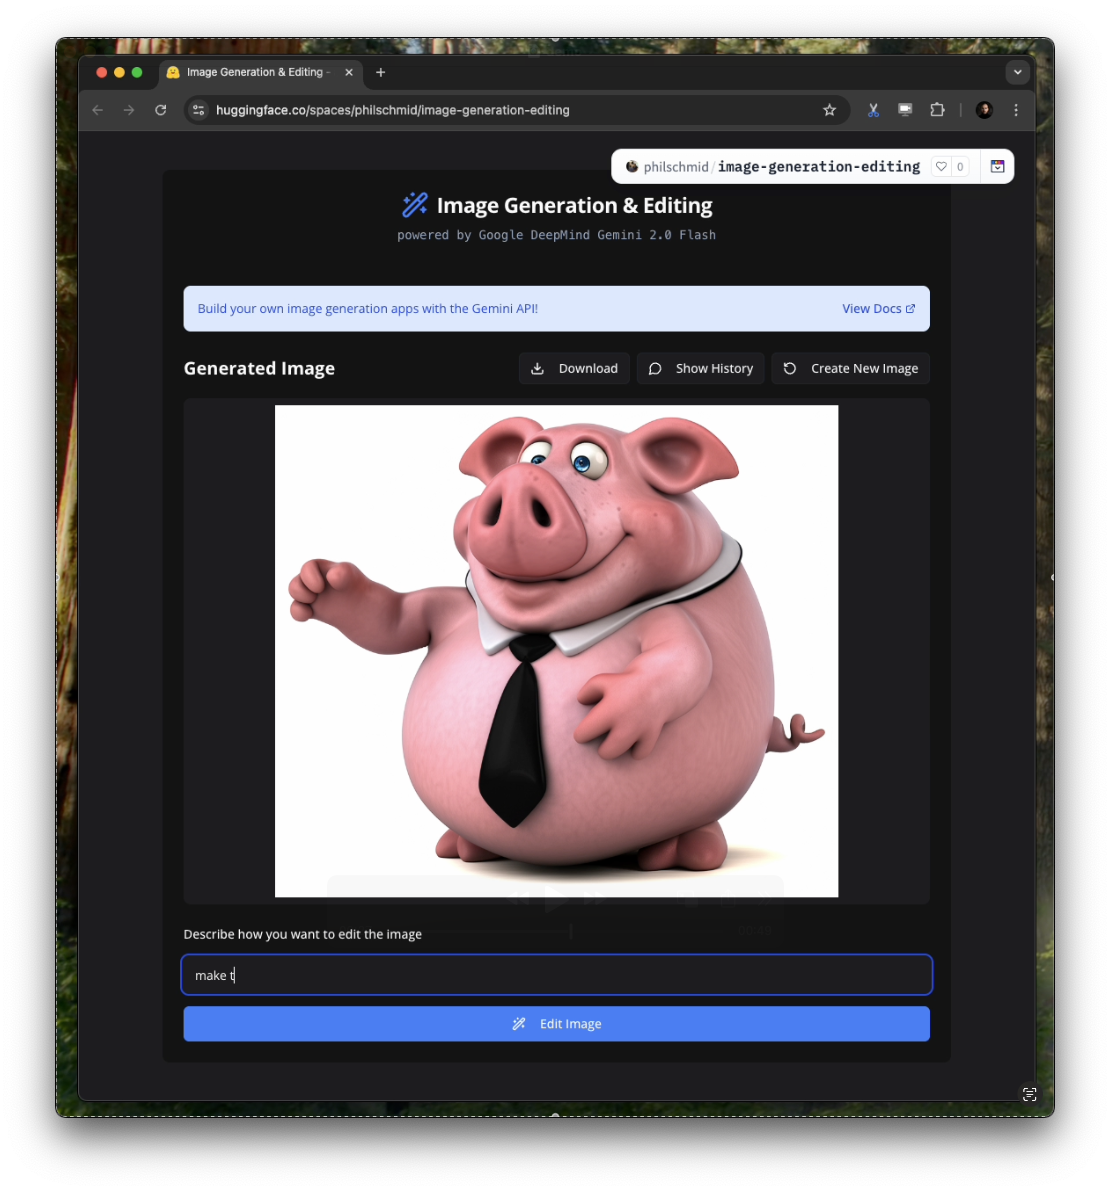 Image Generation & Editing -
huggingface.co/spaces/philschmid/image-generation-editing
philschmid/image-generation-editing 0
Image Generation & Editing
powered by Google DeepMind Gemini 2.0 Flash
Build your own image generation apps with the Gemini API! View Docs
Generated Image Download Show History Create New Image
Describe how you want to edit the image
make t
Edit Image